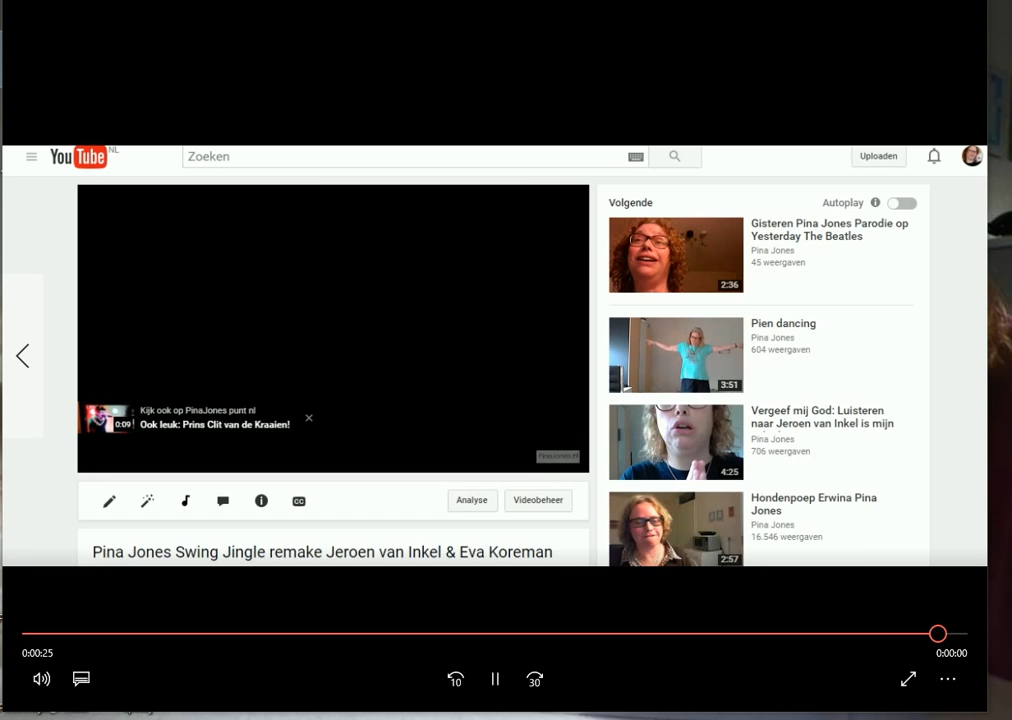 YouTube NL
Zoeken
Uploaden
Volgende
Autoplay
Gisteren Pina Jones Parodie op
Yesterday The Beatles
Pina Jones
45 weergaven
2:36
Pien dancing
Pina Jones
604 weergaven
3:51
Vergeef mij God: Luisteren
naar Jeroen van Inkel is mijn
Pina Jones
706 weergaven
4:25
Hondenpoep Erwina Pina
Jones
Pina Jones
16.546 weergaven
2:57
Kijk ook op PinaJones punt nl
Ook leuk: Prins Clit van de Kraaien!
0:09
PinaJones.nl
CC
Analyse
Videobeheer
Pina Jones Swing Jingle remake Jeroen van Inkel & Eva Koreman
0:00:25
0:00:00
10
30